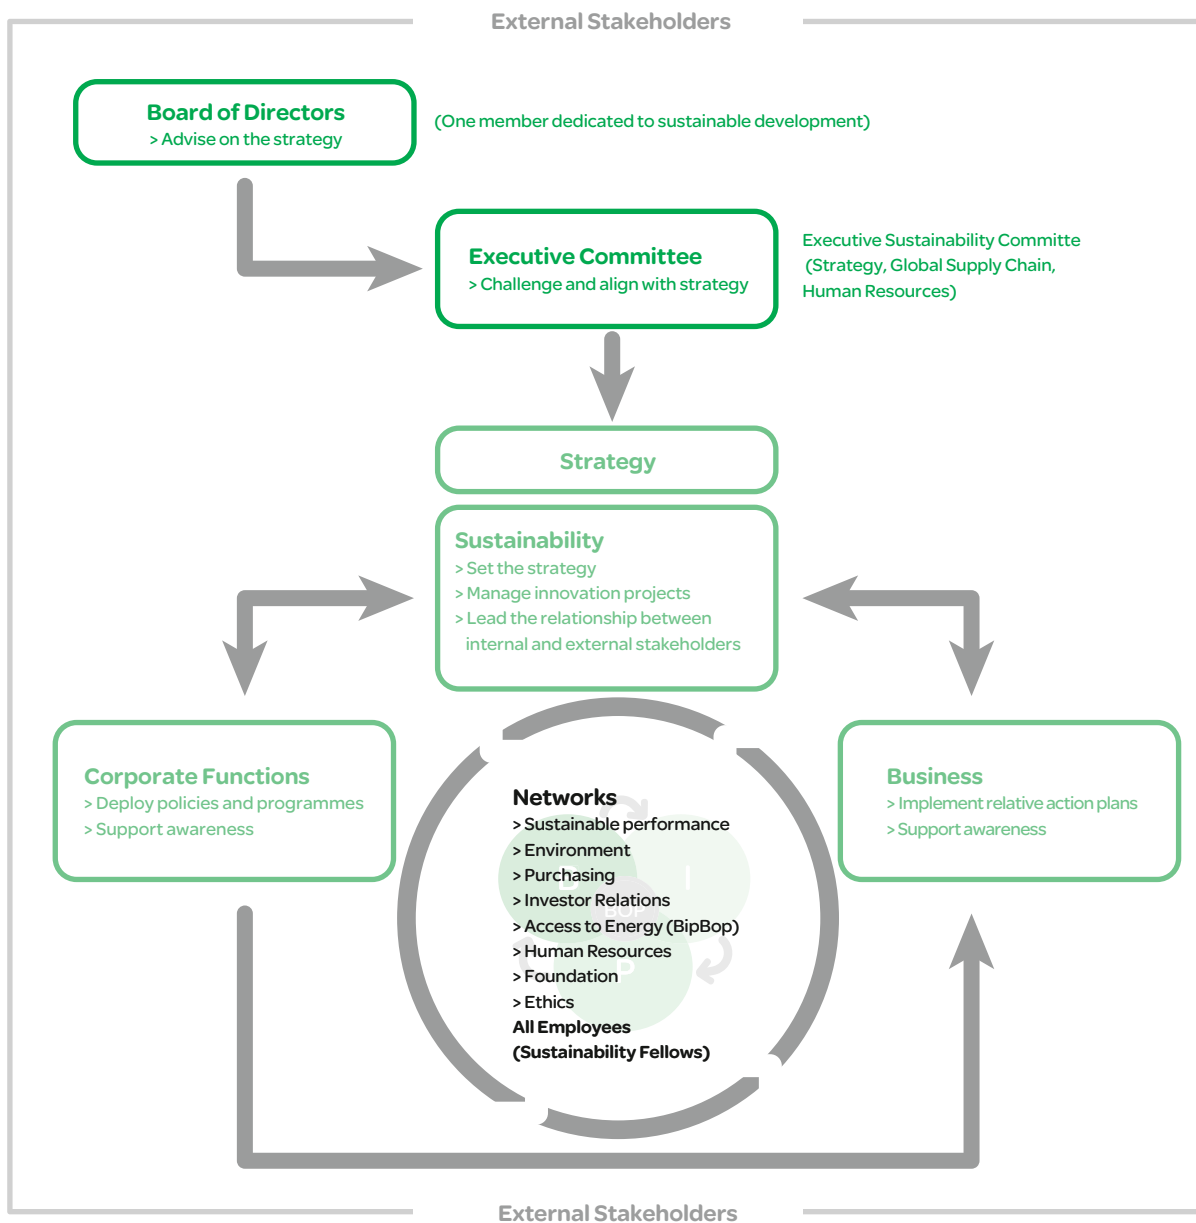 External Stakeholders
Board of Directors
> Advise on the strategy
(One member dedicated to sustainable development)
Executive Committee
> Challenge and align with strategy
Executive Sustainability Committe
(Strategy, Global Supply Chain,
Human Resources)
Strategy
Sustainability
> Set the strategy
> Manage innovation projects
> Lead the relationship between
internal and external stakeholders
Corporate Functions
> Deploy policies and programmes
> Support awareness
Networks
> Sustainable performance
> Environment
> Purchasing
> Investor Relations
> Access to Energy (BipBop)
> Human Resources
> Foundation
> Ethics
All Employees
(Sustainability Fellows)
B
I
BOP
P
Business
> Implement relative action plans
> Support awareness
External Stakeholders